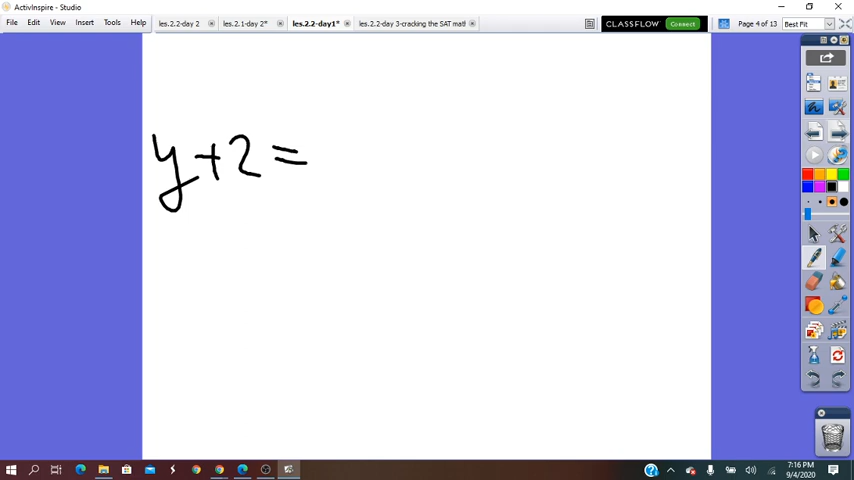 ActivInspire - Studio
File Edit View Insert Tools Help les.2.2-day 2 les.2.1-day 2* les.2.2-day1* les.2.2-day 3-cracking the SAT mat CLASSFLOW Connect Page 4 of 13 Best Fit
y+2=
7:16 PM
9/4/2020